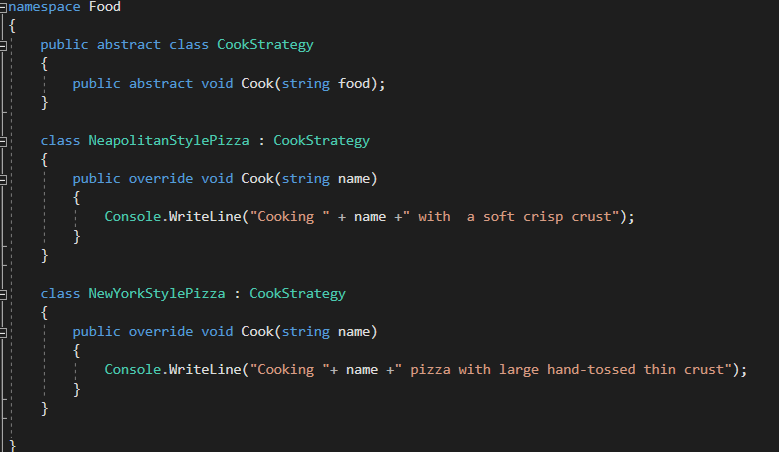 namespace Food
{
public abstract class CookStrategy
{
public abstract void Cook(string food);
}
class NeapolitanStylePizza : CookStrategy
{
public override void Cook(string name)
{
Console.WriteLine("Cooking " + name +" with  a soft crisp crust");
}
}
class NewYorkStylePizza : CookStrategy
{
public override void Cook(string name)
{
Console.WriteLine("Cooking "+ name +" pizza with large hand-tossed thin crust");
}
}
}